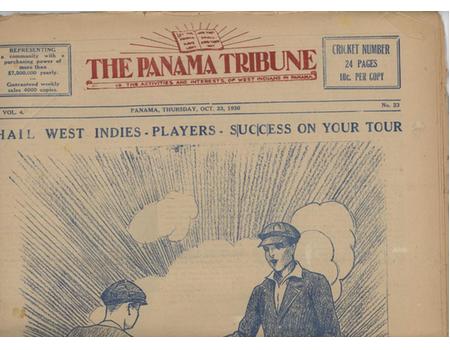 REPRESENTING
a community with a
purchasing power of
more than
$7,000,000 yearly.
Guaranteed weekly
sales 4000 copies.
THE PANAMA TRIBUNE
IN THE ACTIVITIES AND INTERESTS, OF WEST INDIANS IN PANAMA
CRICKET NUMBER
24 PAGES
10c. PER COPY
VOL. 4.
PANAMA, THURSDAY, OCT. 23, 1930
No. 23
HAIL WEST INDIES - PLAYERS - SUCCESS ON YOUR TOUR